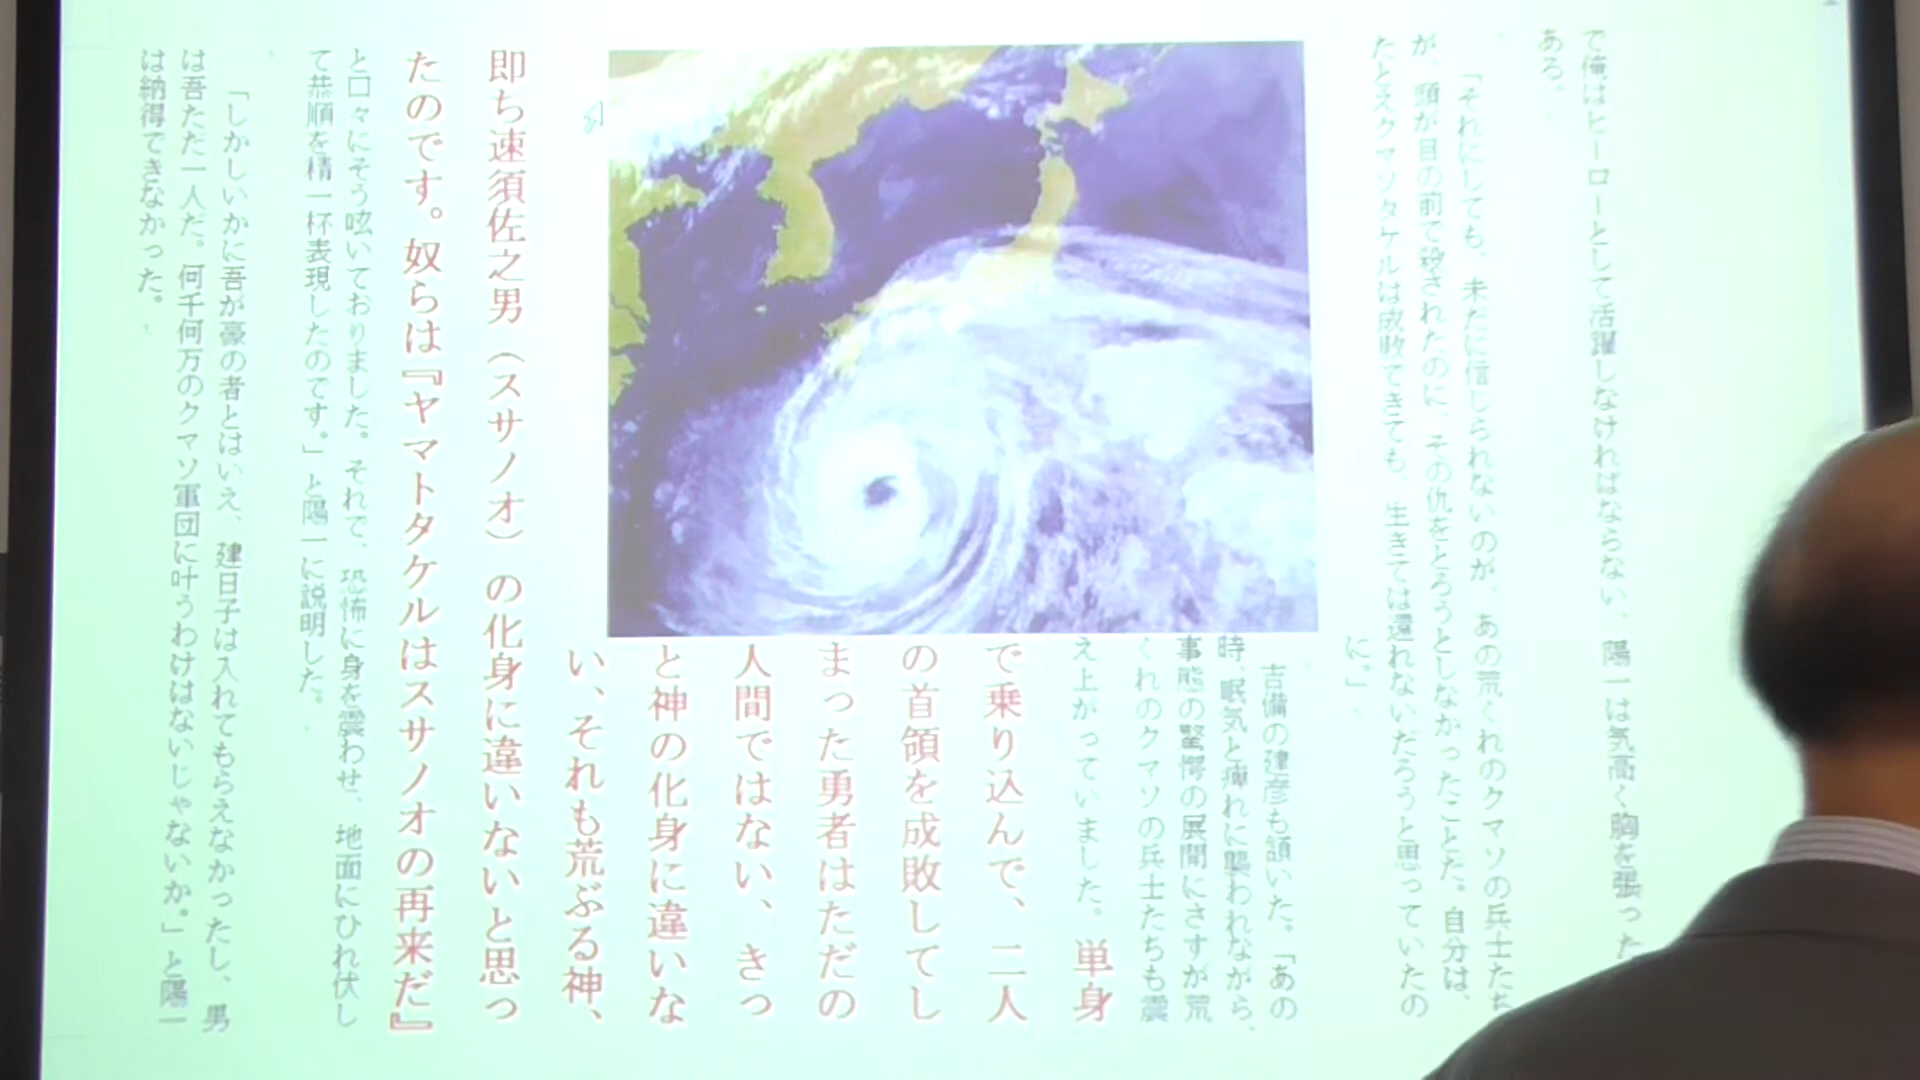 で俺はヒーローとして活躍しなければならない、陽一は気高く胸を張った
ある。
「それにしても、未だに信じられないのが、あの荒くれのクマソの兵士たち
が、頭が目の前で殺されたのに、その仇をとろうとしなかったことだ。自分は、
たとえクマソタケルは成敗できても、生きては還れないだろうと思っていたの
に。」
吉備の建彦も頷いた。「あの
時、眠気と痺れに襲われながら、
事態の驚愕の展開にさすが荒
くれのクマソの兵士たちも震
え上がっていました。単身
で乗り込んで、二人
の首領を成敗してし
まった勇者はただの
人間ではない、きっ
と神の化身に違いな
い、それも荒ぶる神、
即ち速須佐之男（スサノオ）の化身に違いないと思っ
たのです。奴らは『ヤマトタケルはスサノオの再来だ』
と口々にそう呟いておりました。それで、恐怖に身を震わせ、地面にひれ伏し
て恭順を精一杯表現したのです。」と陽一に説明した。
「しかしいかに吾が豪の者とはいえ、建日子は入れてもらえなかったし、男
は吾ただ一人だ。何千何万のクマソ軍団に叶うわけはないじゃないか。」と陽一
は納得できなかった。